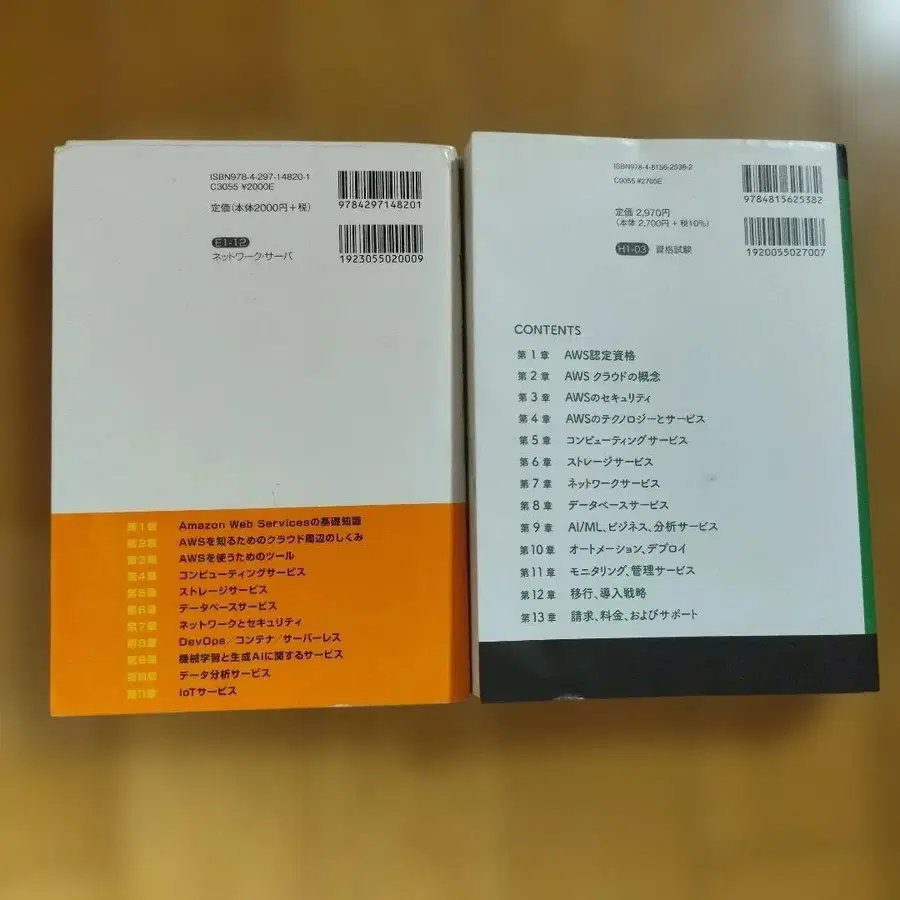 ISBN978-4-297-14820-1
C3055 ¥2000E
定価(本体2000円+税)
9784297148201
E1-12
ネットワーク・サーバ
1923055020009
第1章 Amazon Web Servicesの基礎知識
第2章 AWSを知るためのクラウド周辺のしくみ
第3章 AWSを使うためのツール
第4章 コンピューティングサービス
第5章 ストレージサービス
第6章 データベースサービス
第7章 ネットワークとセキュリティ
第8章 DevOps/コンテナ/サーバーレス
第9章 機械学習と生成AIに関するサービス
第10章 データ分析サービス
第11章 IoTサービス
ISBN978-4-8156-2538-2
C0055 ¥2700E
9784815625382
定価 2,970円
(本体 2,700円+税10%)
H1-03 資格試験
1920055027007
CONTENTS
第1章 AWS認定資格
第2章 AWS クラウドの概念
第3章 AWSのセキュリティ
第4章 AWSのテクノロジーとサービス
第5章 コンピューティングサービス
第6章 ストレージサービス
第7章 ネットワークサービス
第8章 データベースサービス
第9章 AI/ML、ビジネス、分析サービス
第10章 オートメーション、デプロイ
第11章 モニタリング、管理サービス
第12章 移行、導入戦略
第13章 請求、料金、およびサポート